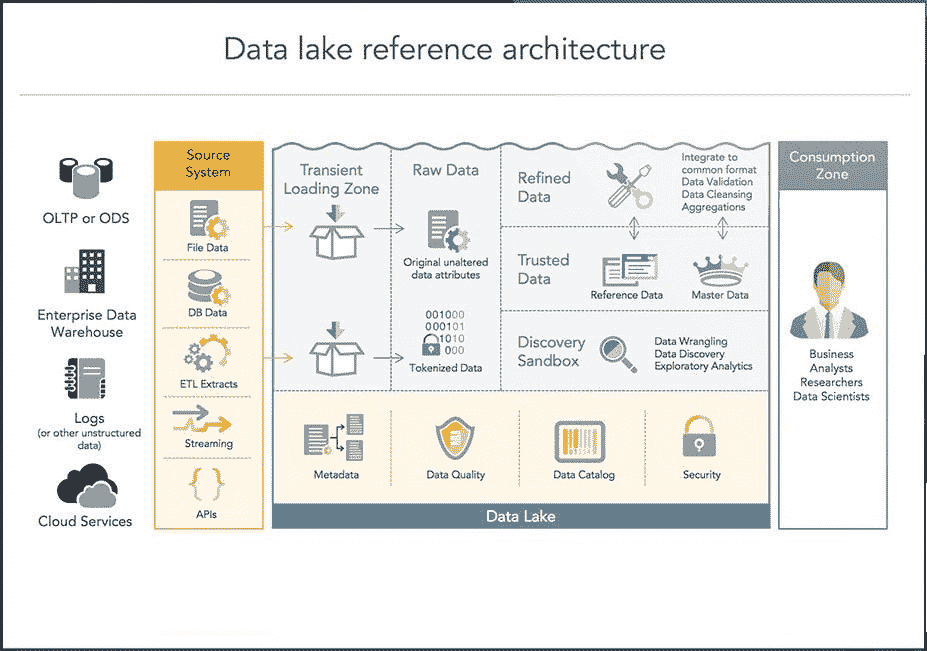 Data lake reference architecture
OLTP or ODS
Enterprise Data
Warehouse
Logs
(or other unstructured
data)
Cloud Services
Source
System
File Data
DB Data
ETL Extracts
Streaming
APIs
Transient
Loading Zone
Raw Data
Original unaltered
data attributes
001000
000101
1010
000
Tokenized Data
Refined
Data
Integrate to
common format
Data Validation
Data Cleansing
Aggregations
Trusted
Data
Reference Data
Master Data
Discovery
Sandbox
Data Wrangling
Data Discovery
Exploratory Analytics
Metadata
Data Quality
Data Catalog
Security
Data Lake
Consumption
Zone
Business
Analysts
Researchers
Data Scientists